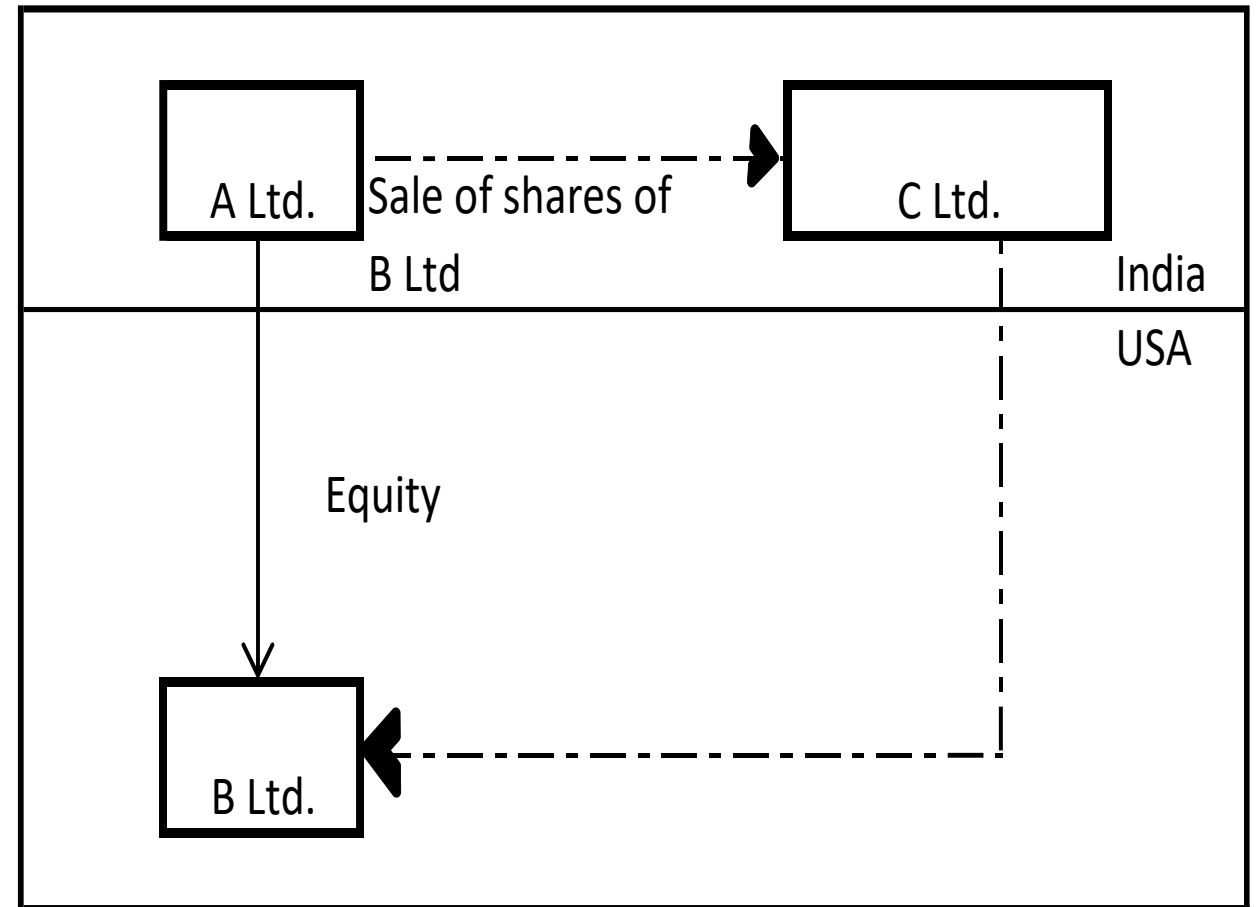 A Ltd.
Sale of shares of
B Ltd
C Ltd.
India
USA
Equity
B Ltd.